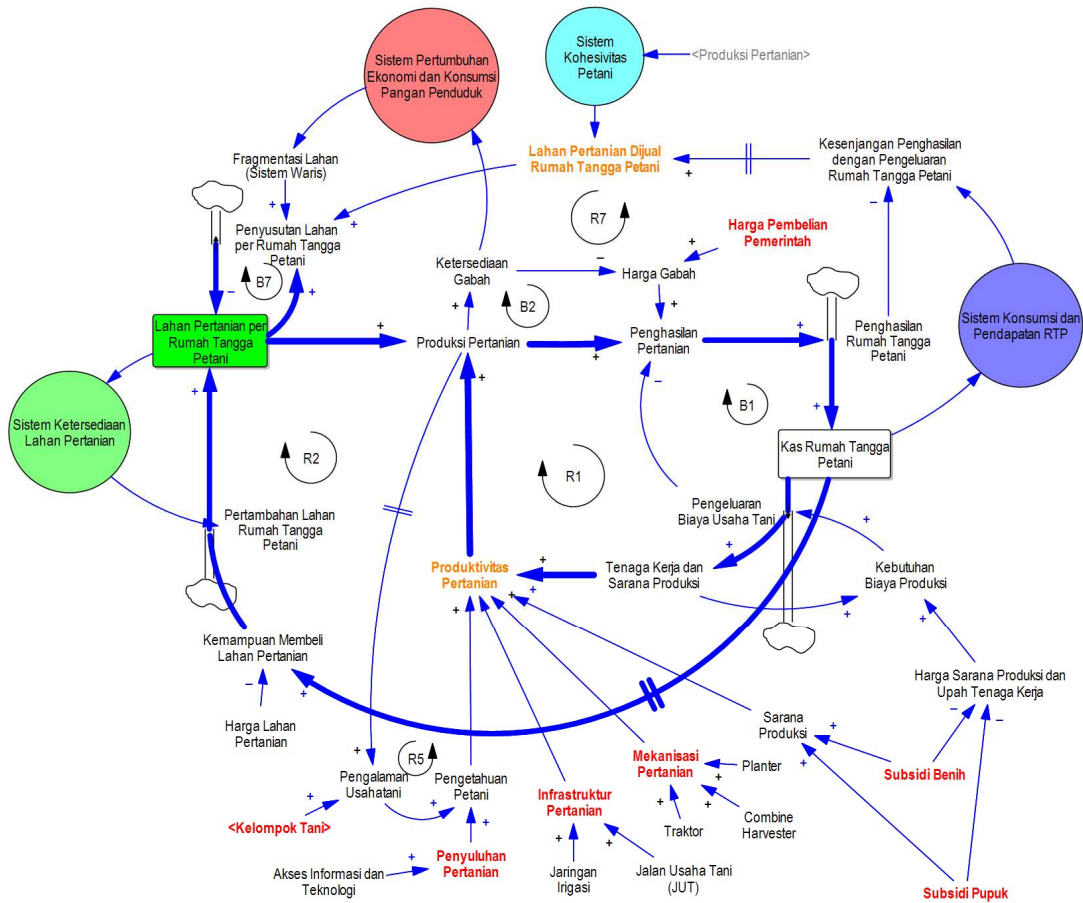 Sistem Pertumbuhan
Ekonomi dan Konsumsi
Pangan Penduduk
Sistem
Kohesivitas
Petani
<Produksi Pertanian>
Fragmentasi Lahan
(Sistem Waris)
Lahan Pertanian Dijual
Rumah Tangga Petani
+
Kesenjangan Penghasilan
dengan Pengeluaran
Rumah Tangga Petani
+
+
Penyusutan Lahan
per Rumah Tangga
Petani
R7
–
Harga Pembelian
Pemerintah
B7
+
–
Ketersediaan
Gabah
–
+
Harga Gabah
Sistem Konsumsi dan
Pendapatan RTP
Lahan Pertanian per
Rumah Tangga
Petani
+
+
B2
+
Produksi Pertanian
+
Penghasilan
Pertanian
+
Penghasilan
Rumah Tangga
Petani
+
–
+
B1
+
Sistem Ketersediaan
Lahan Pertanian
R2
R1
Kas Rumah Tangga
Petani
Pertambahan Lahan
Rumah Tangga
Petani
Pengeluaran
Biaya Usaha Tani
+
+
Produktivitas
Pertanian
+
+
Tenaga Kerja dan
Sarana Produksi
Kebutuhan
Biaya Produksi
+
+
+
+
Kemampuan Membeli
Lahan Pertanian
–
+
Harga Sarana Produksi dan
Upah Tenaga Kerja
–
–
Harga Lahan
Pertanian
Sarana
Produksi
+
+
+
Pengalaman
Usahatani
R5
Pengetahuan
Petani
+
+
+
Mekanisasi
Pertanian
Planter
+
+
Subsidi Benih
<Kelompok Tani>
Infrastruktur
Pertanian
Traktor
Combine
Harvester
Akses Informasi dan
Teknologi
+
Penyuluhan
Pertanian
+
+
Jaringan
Irigasi
Jalan Usaha Tani
(JUT)
Subsidi Pupuk